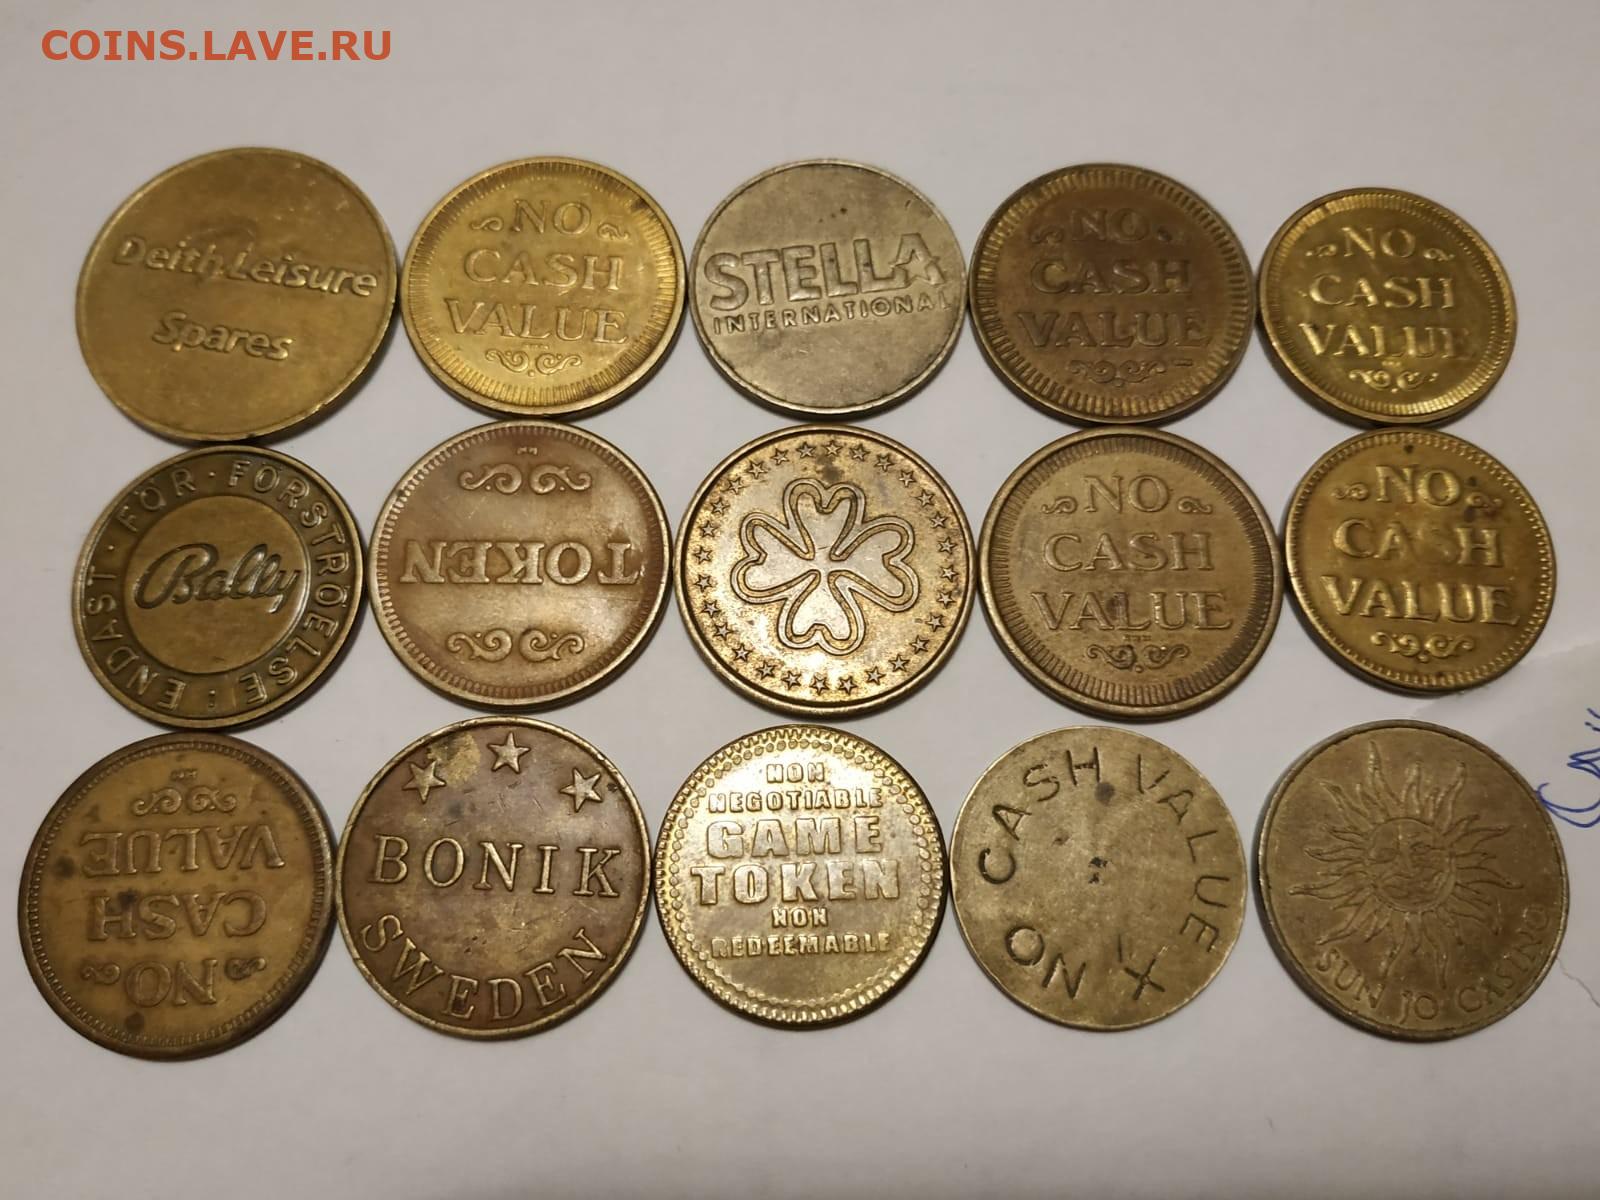 COINS.LAVE.RU
Deith Leisure
Spares
NO
CASH
VALUE
STELLA
INTERNATIONAL
NO
CASH
VALUE
NO
CASH
VALUE
ENDAST · FÖR · FÖRSTRÖELSE ;
Bally
TOKEN
NO
CASH
VALUE
NO
CASH
VALUE
NO
CASH
VALUE
BONIK
SWEDEN
NON
NEGOTIABLE
GAME
TOKEN
NON
REDEEMABLE
NO CASH VALUE
SUN JO CASINO